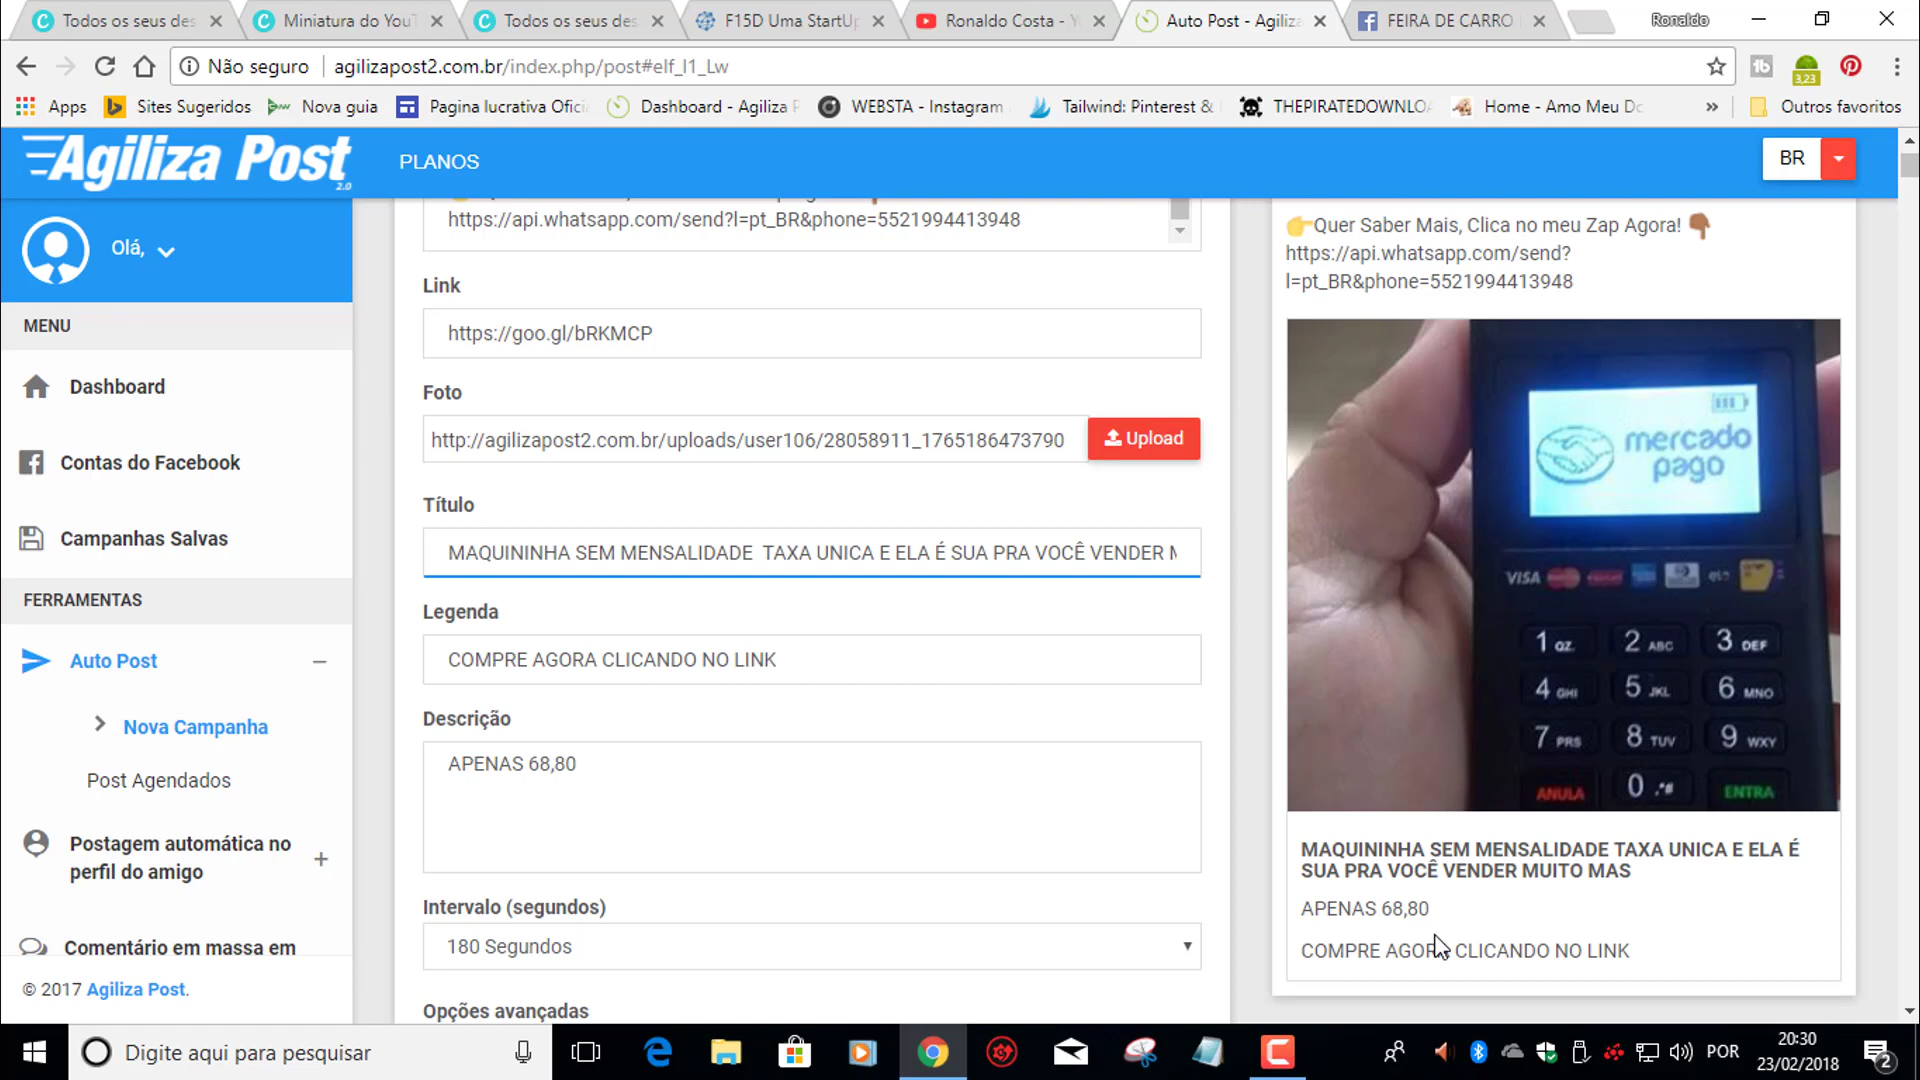 Todos os seus des
Miniatura do YouT
Todos os seus des
F15D Uma StartUp
Ronaldo Costa - Y
Auto Post - Agiliza
FEIRA DE CARRO
Ronaldo
Não seguro
agilizapost2.com.br/index.php/post#elf_l1_Lw
3,23
Apps
Sites Sugeridos
Nova guia
Pagina lucrativa Ofici
Dashboard - Agiliza P
WEBSTA - Instagram
Tailwind: Pinterest &
THEPIRATEDOWNLO
Home - Amo Meu Do
Outros favoritos
Agiliza Post
2.0
PLANOS
BR
Olá,
MENU
Dashboard
Contas do Facebook
Campanhas Salvas
FERRAMENTAS
Auto Post
Nova Campanha
Post Agendados
Postagem automática no
perfil do amigo
Comentário em massa em
© 2017 Agiliza Post.
https://api.whatsapp.com/send?l=pt_BR&phone=5521994413948
Link
https://goo.gl/bRKMCP
Foto
http://agilizapost2.com.br/uploads/user106/28058911_1765186473790
Upload
Título
MAQUININHA SEM MENSALIDADE  TAXA UNICA E ELA É SUA PRA VOCÊ VENDER M
Legenda
COMPRE AGORA CLICANDO NO LINK
Descrição
APENAS 68,80
Intervalo (segundos)
180 Segundos
Opções avançadas
👉Quer Saber Mais, Clica no meu Zap Agora! 👇🏾
https://api.whatsapp.com/send?
l=pt_BR&phone=5521994413948
mercado
pago
VISA
elo
1 QZ. 2 ABC 3 DEF
4 GHI 5 JKL 6 MNO
7 PRS 8 TUV 9 WXY
ANULA 0 .*# ENTRA
MAQUININHA SEM MENSALIDADE TAXA UNICA E ELA É
SUA PRA VOCÊ VENDER MUITO MAS
APENAS 68,80
COMPRE AGORA CLICANDO NO LINK
Digite aqui para pesquisar
POR
20:30
23/02/2018
2